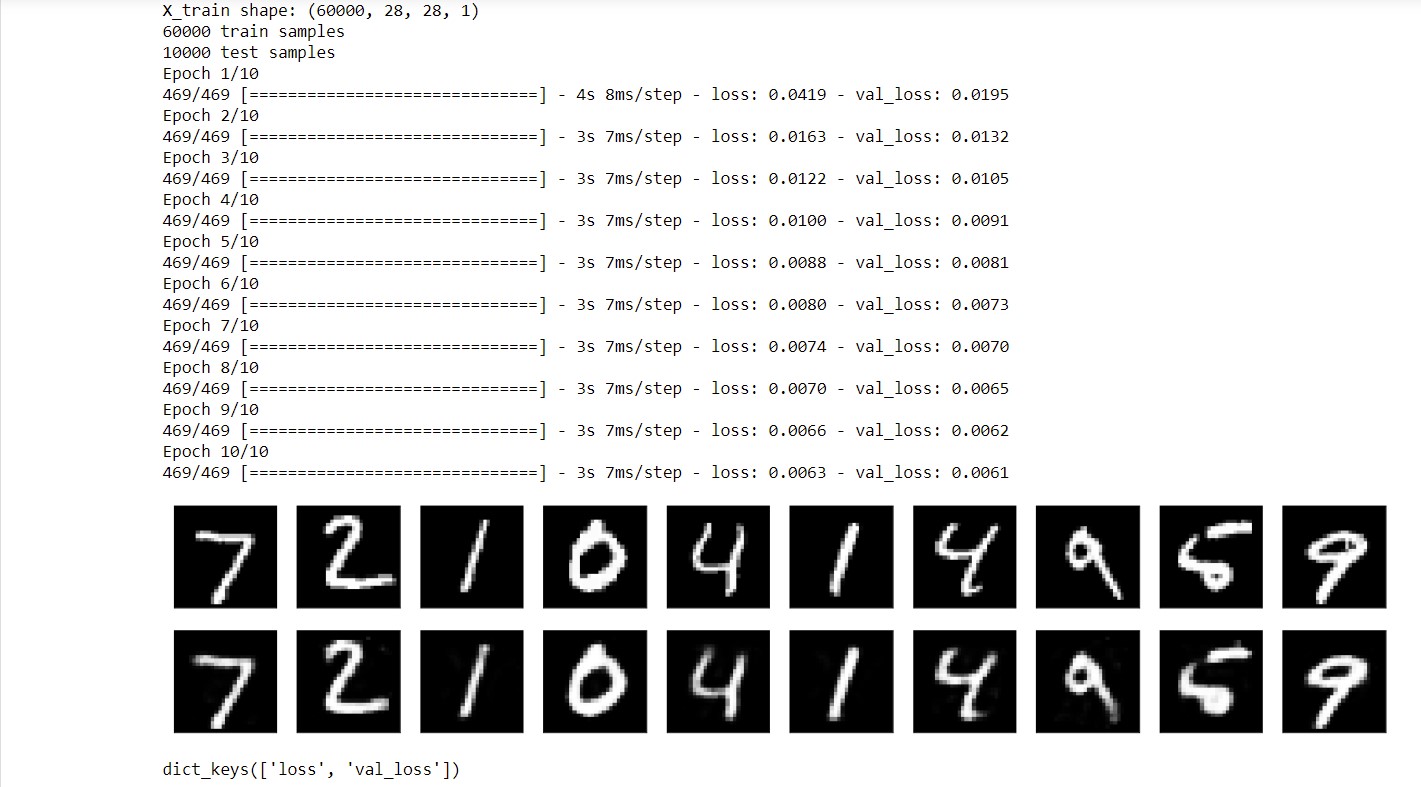 X_train shape: (60000, 28, 28, 1)
60000 train samples
10000 test samples
Epoch 1/10
469/469 [==============================] - 4s 8ms/step - loss: 0.0419 - val_loss: 0.0195
Epoch 2/10
469/469 [==============================] - 3s 7ms/step - loss: 0.0163 - val_loss: 0.0132
Epoch 3/10
469/469 [==============================] - 3s 7ms/step - loss: 0.0122 - val_loss: 0.0105
Epoch 4/10
469/469 [==============================] - 3s 7ms/step - loss: 0.0100 - val_loss: 0.0091
Epoch 5/10
469/469 [==============================] - 3s 7ms/step - loss: 0.0088 - val_loss: 0.0081
Epoch 6/10
469/469 [==============================] - 3s 7ms/step - loss: 0.0080 - val_loss: 0.0073
Epoch 7/10
469/469 [==============================] - 3s 7ms/step - loss: 0.0074 - val_loss: 0.0070
Epoch 8/10
469/469 [==============================] - 3s 7ms/step - loss: 0.0070 - val_loss: 0.0065
Epoch 9/10
469/469 [==============================] - 3s 7ms/step - loss: 0.0066 - val_loss: 0.0062
Epoch 10/10
469/469 [==============================] - 3s 7ms/step - loss: 0.0063 - val_loss: 0.0061
7 2 1 0 4 1 4 9 5 9
7 2 1 0 4 1 4 9 5 9
dict_keys(['loss', 'val_loss'])